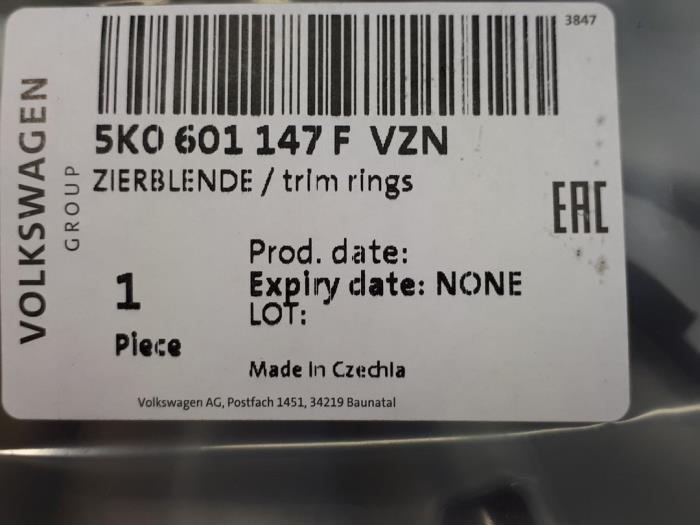 3847
VOLKSWAGEN
GROUP
5K0 601 147 F VZN
ZIERBLENDE / trim rings
EAC
Prod. date:
1
Expiry date: NONE
LOT:
Piece
Made In Czechia
Volkswagen AG, Postfach 1451, 34219 Baunatal